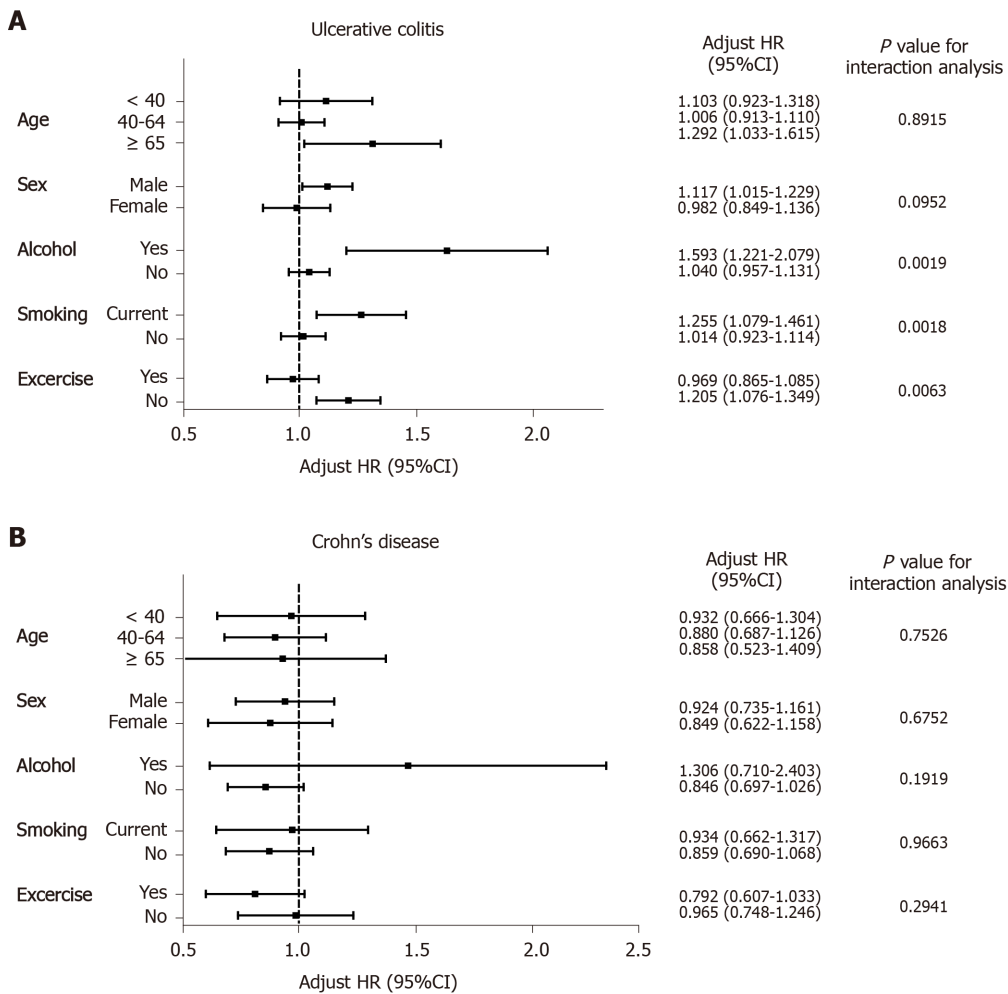 A
Ulcerative colitis
Adjust HR
(95%CI)
P value for
interaction analysis
Age
< 40
40-64
≥ 65
1.103 (0.923-1.318)
1.006 (0.913-1.110)
1.292 (1.033-1.615)
0.8915
Sex
Male
Female
1.117 (1.015-1.229)
0.982 (0.849-1.136)
0.0952
Alcohol
Yes
No
1.593 (1.221-2.079)
1.040 (0.957-1.131)
0.0019
Smoking
Current
No
1.255 (1.079-1.461)
1.014 (0.923-1.114)
0.0018
Excercise
Yes
No
0.969 (0.865-1.085)
1.205 (1.076-1.349)
0.0063
0.5 1.0 1.5 2.0
Adjust HR (95%CI)
B
Crohn's disease
Adjust HR
(95%CI)
P value for
interaction analysis
Age
< 40
40-64
≥ 65
0.932 (0.666-1.304)
0.880 (0.687-1.126)
0.858 (0.523-1.409)
0.7526
Sex
Male
Female
0.924 (0.735-1.161)
0.849 (0.622-1.158)
0.6752
Alcohol
Yes
No
1.306 (0.710-2.403)
0.846 (0.697-1.026)
0.1919
Smoking
Current
No
0.934 (0.662-1.317)
0.859 (0.690-1.068)
0.9663
Excercise
Yes
No
0.792 (0.607-1.033)
0.965 (0.748-1.246)
0.2941
0.5 1.0 1.5 2.0 2.5
Adjust HR (95%CI)